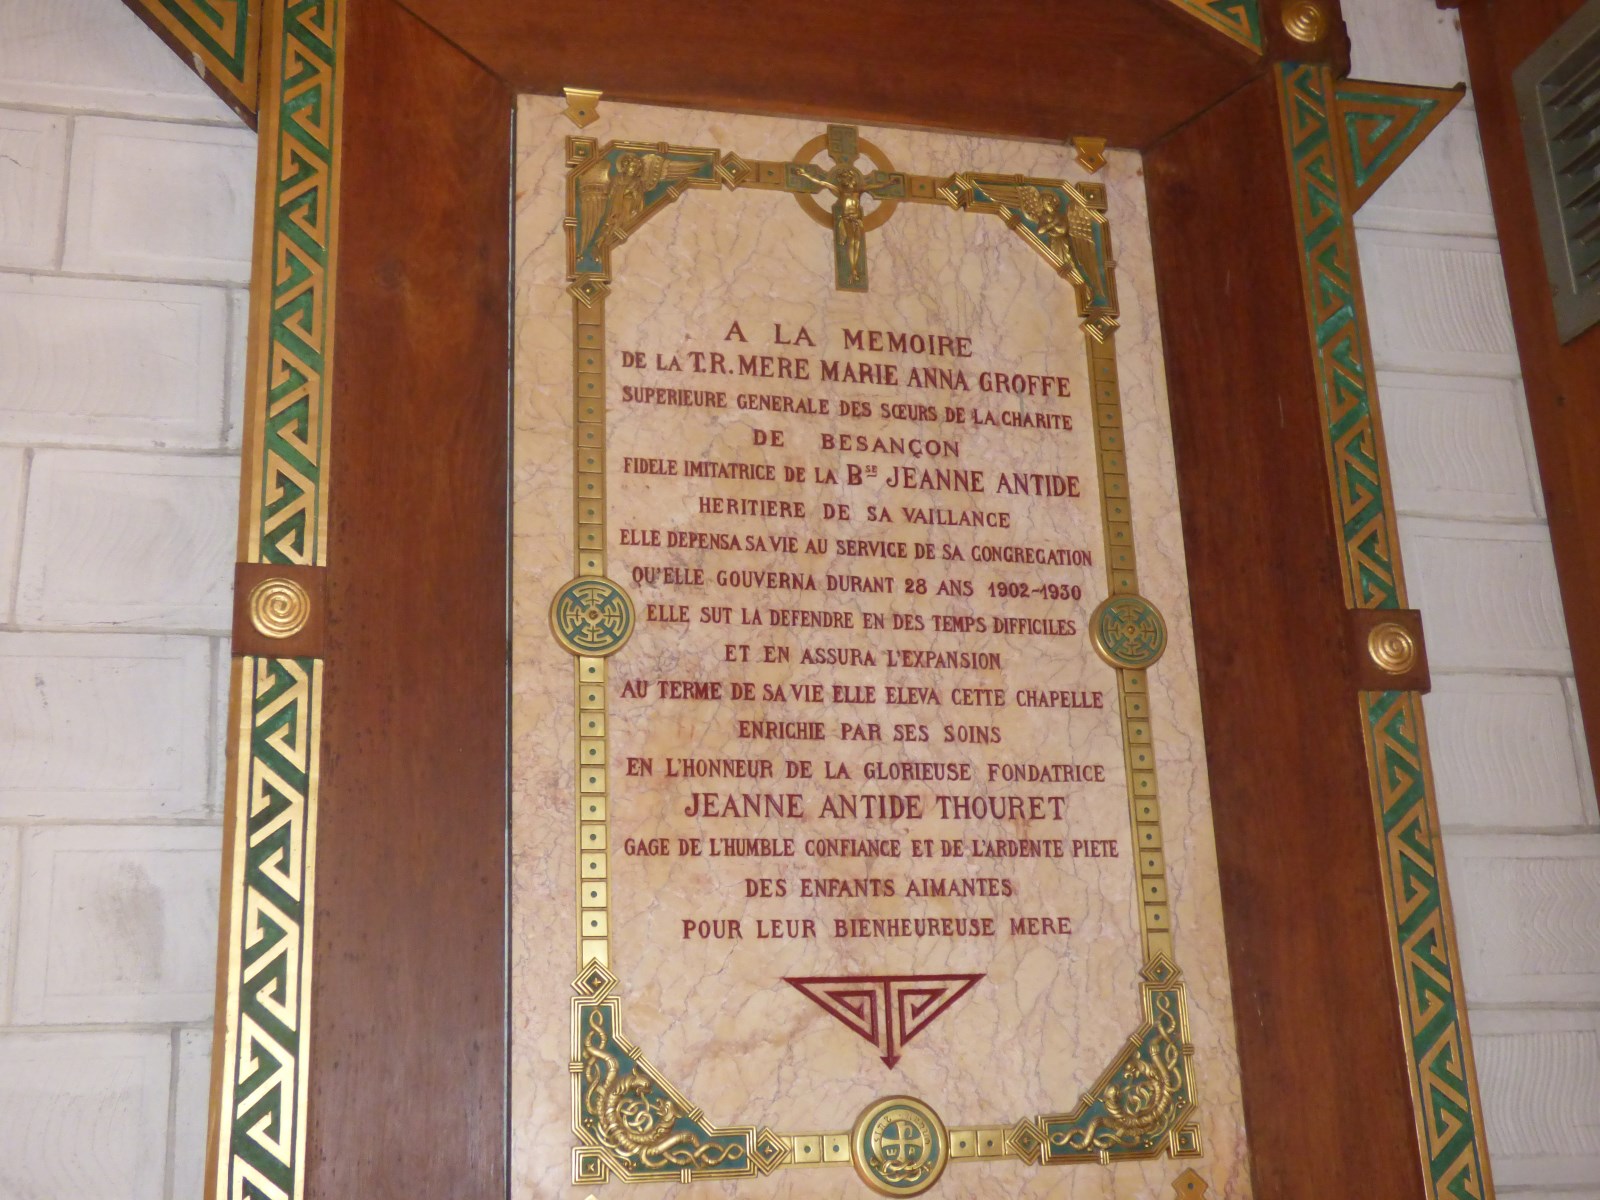 A LA MEMOIRE
DE LA T.R. MERE MARIE ANNA GROFFE
SUPERIEURE GENERALE DES SŒURS DE LA CHARITE
DE BESANÇON
FIDELE IMITATRICE DE LA Bse JEANNE ANTIDE
HERITIERE DE SA VAILLANCE
ELLE DEPENSA SA VIE AU SERVICE DE SA CONGREGATION
QU'ELLE GOUVERNA DURANT 28 ANS 1902-1930
ELLE SUT LA DEFENDRE EN DES TEMPS DIFFICILES
ET EN ASSURA L'EXPANSION
AU TERME DE SA VIE ELLE ELEVA CETTE CHAPELLE
ENRICHIE PAR SES SOINS
EN L'HONNEUR DE LA GLORIEUSE FONDATRICE
JEANNE ANTIDE THOURET
GAGE DE L'HUMBLE CONFIANCE ET DE L'ARDENTE PIETE
DES ENFANTS AIMANTES
POUR LEUR BIENHEUREUSE MERE